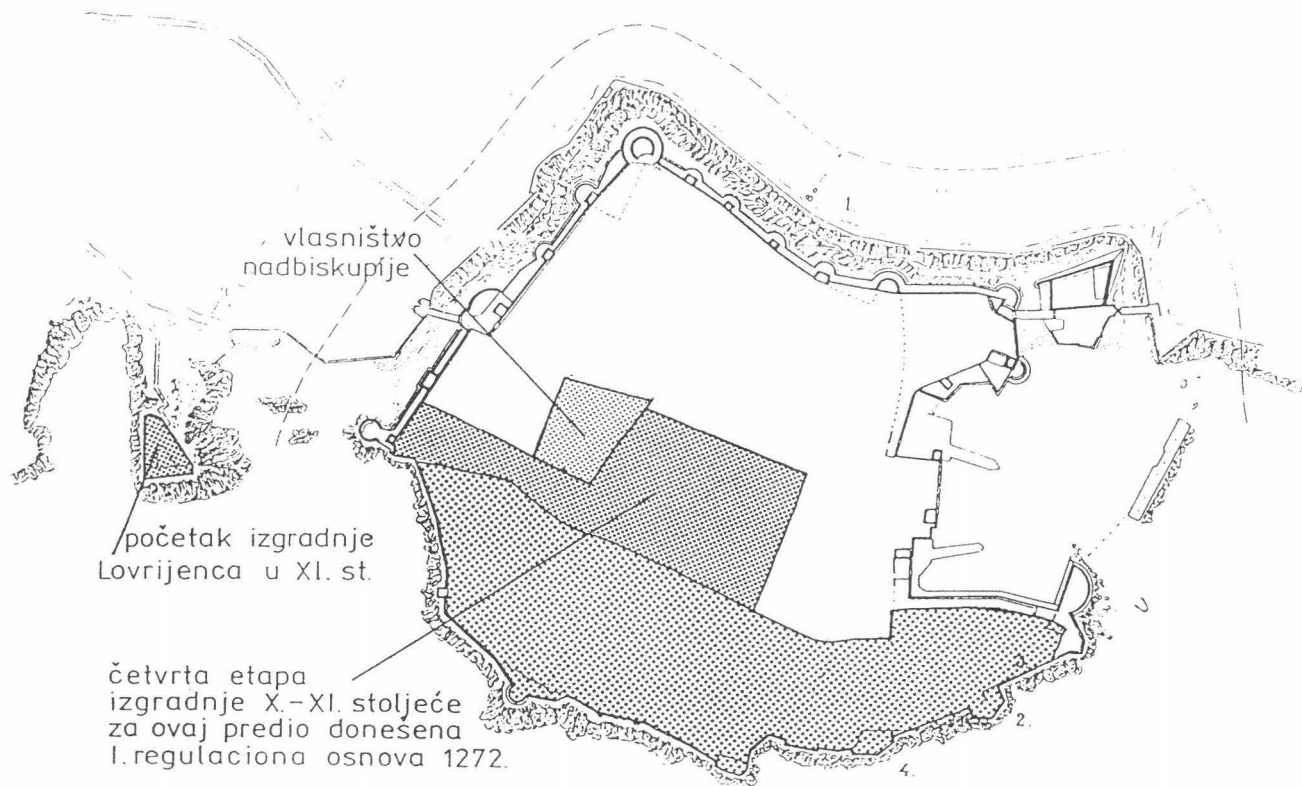 1.
vlasništvo
nadbiskupije
početak izgradnje
Lovrijenca u XI. st.
četvrta etapa
izgradnje X.-XI. stoljeće
za ovaj predio donešena
I. regulaciona osnova 1272.
3.
2.
4.